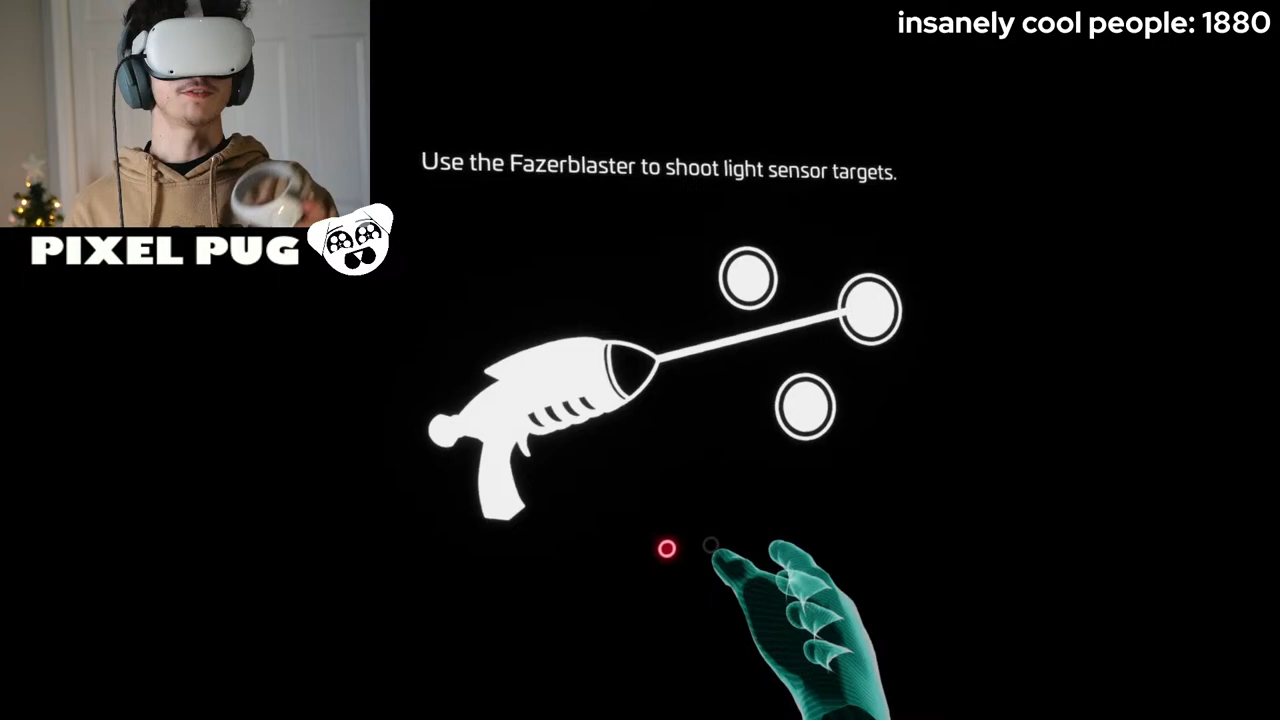 insanely cool people: 1880
Use the Fazerblaster to shoot light sensor targets.
PIXEL PUG